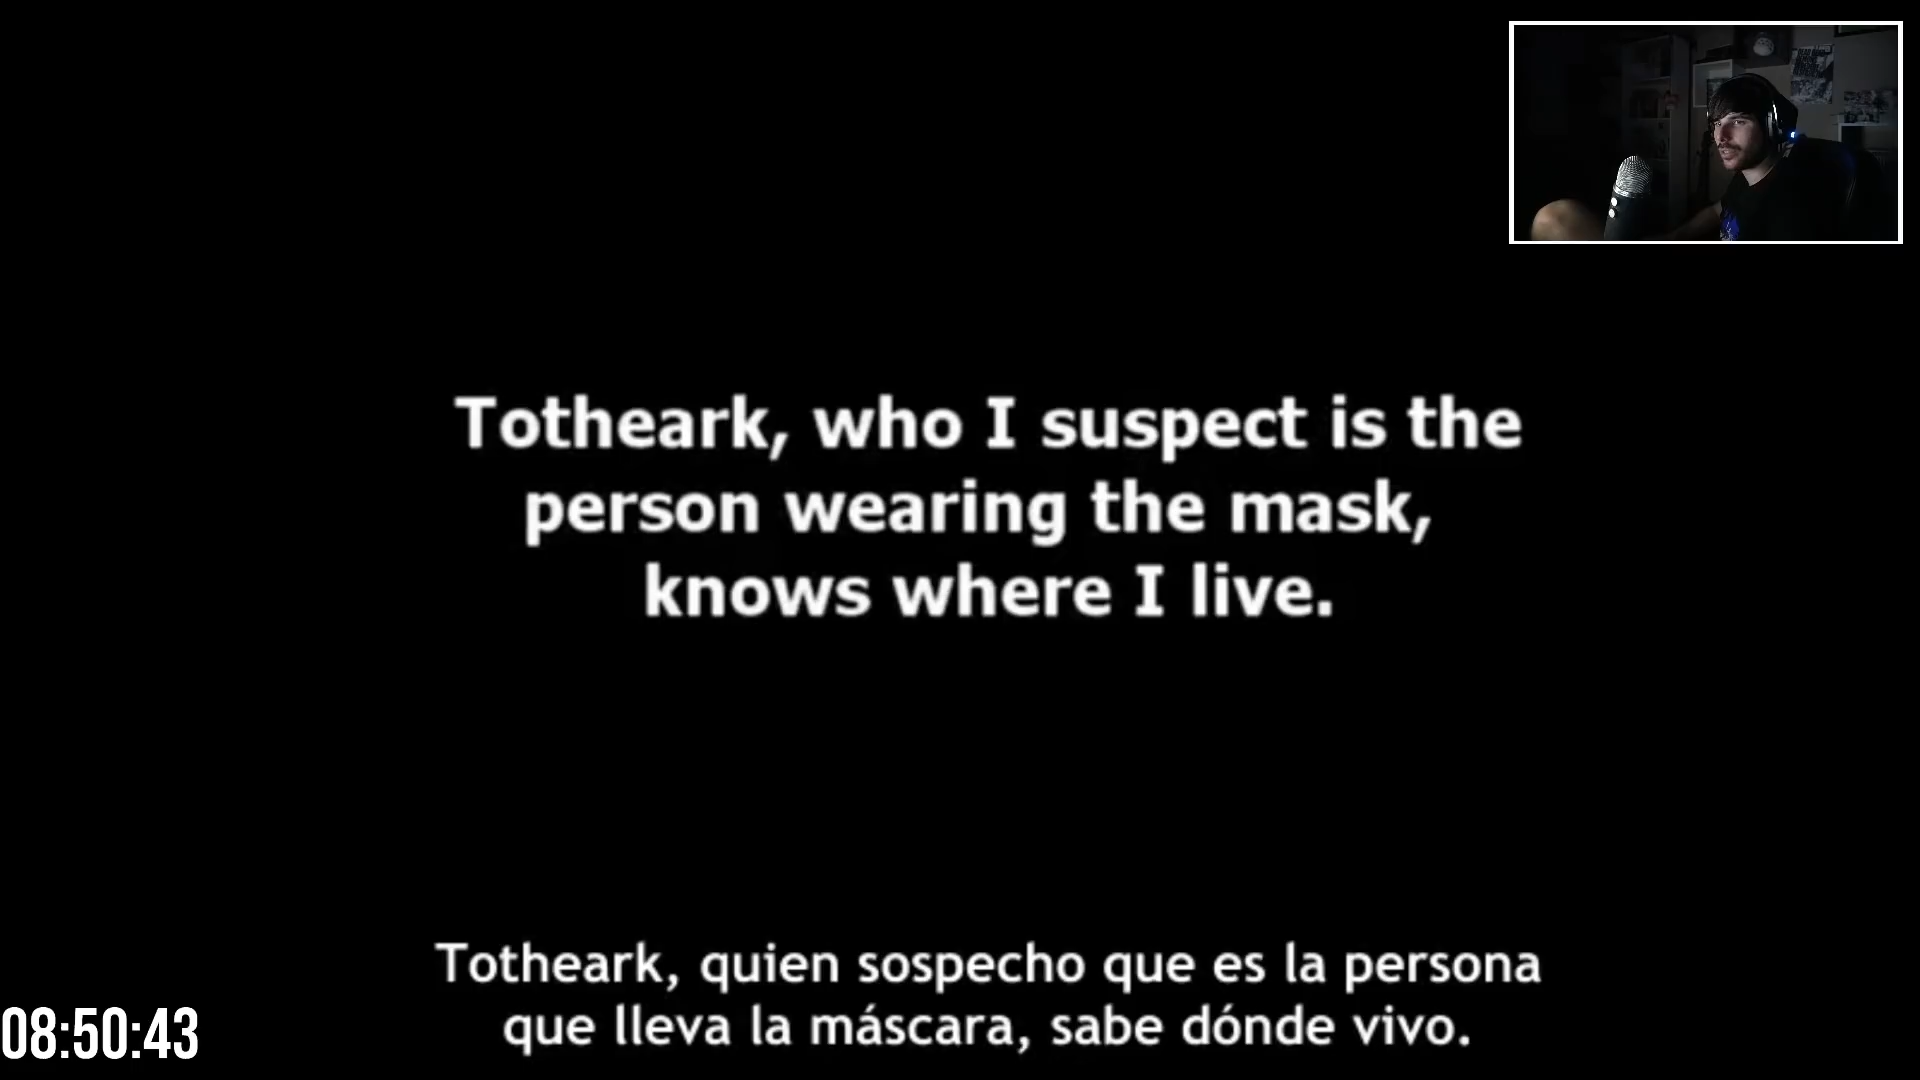 Totheark, who I suspect is the
person wearing the mask,
knows where I live.
Totheark, quien sospecho que es la persona
que lleva la máscara, sabe dónde vivo.
08:50:43